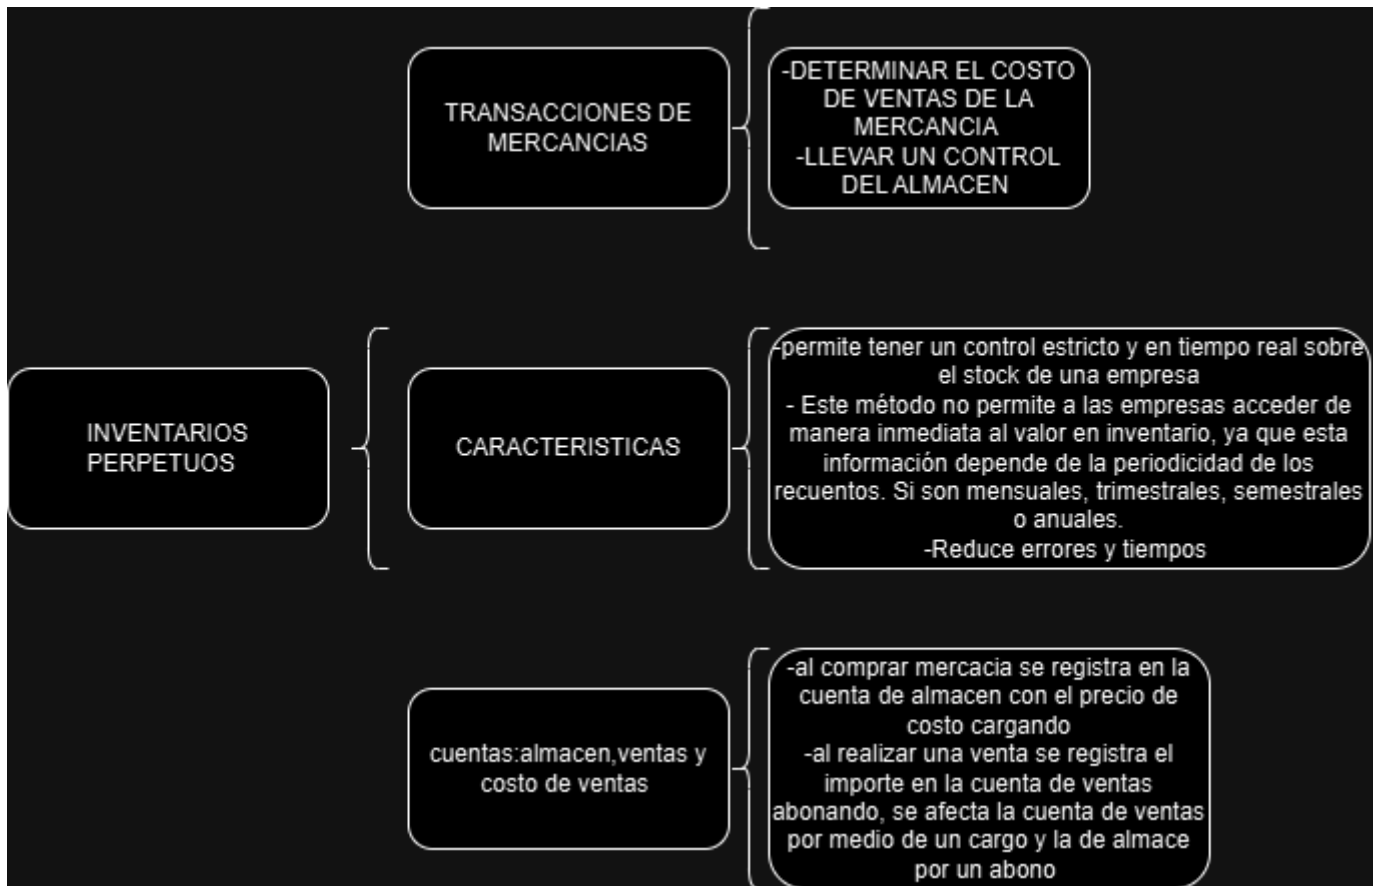 TRANSACCIONES DE
MERCANCIAS
-DETERMINAR EL COSTO
DE VENTAS DE LA
MERCANCIA
-LLEVAR UN CONTROL
DEL ALMACEN
INVENTARIOS
PERPETUOS
CARACTERISTICAS
-permite tener un control estricto y en tiempo real sobre
el stock de una empresa
- Este método no permite a las empresas acceder de
manera inmediata al valor en inventario, ya que esta
información depende de la periodicidad de los
recuentos. Si son mensuales, trimestrales, semestrales
o anuales.
-Reduce errores y tiempos
cuentas:almacen,ventas y
costo de ventas
-al comprar mercacia se registra en la
cuenta de almacen con el precio de
costo cargando
-al realizar una venta se registra el
importe en la cuenta de ventas
abonando, se afecta la cuenta de ventas
por medio de un cargo y la de almace
por un abono